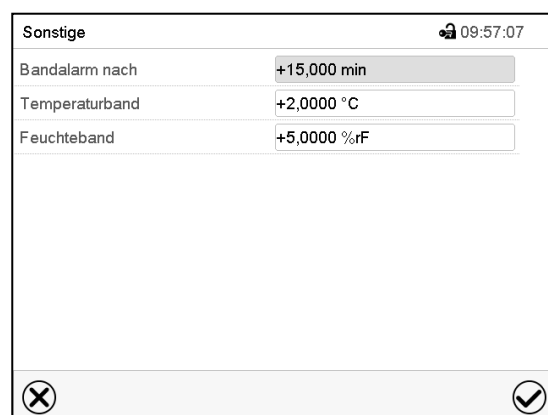 Sonstige 09:57:07
Bandalarm nach +15,000 min
Temperaturband +2,0000 °C
Feuchteband +5,0000 %rF